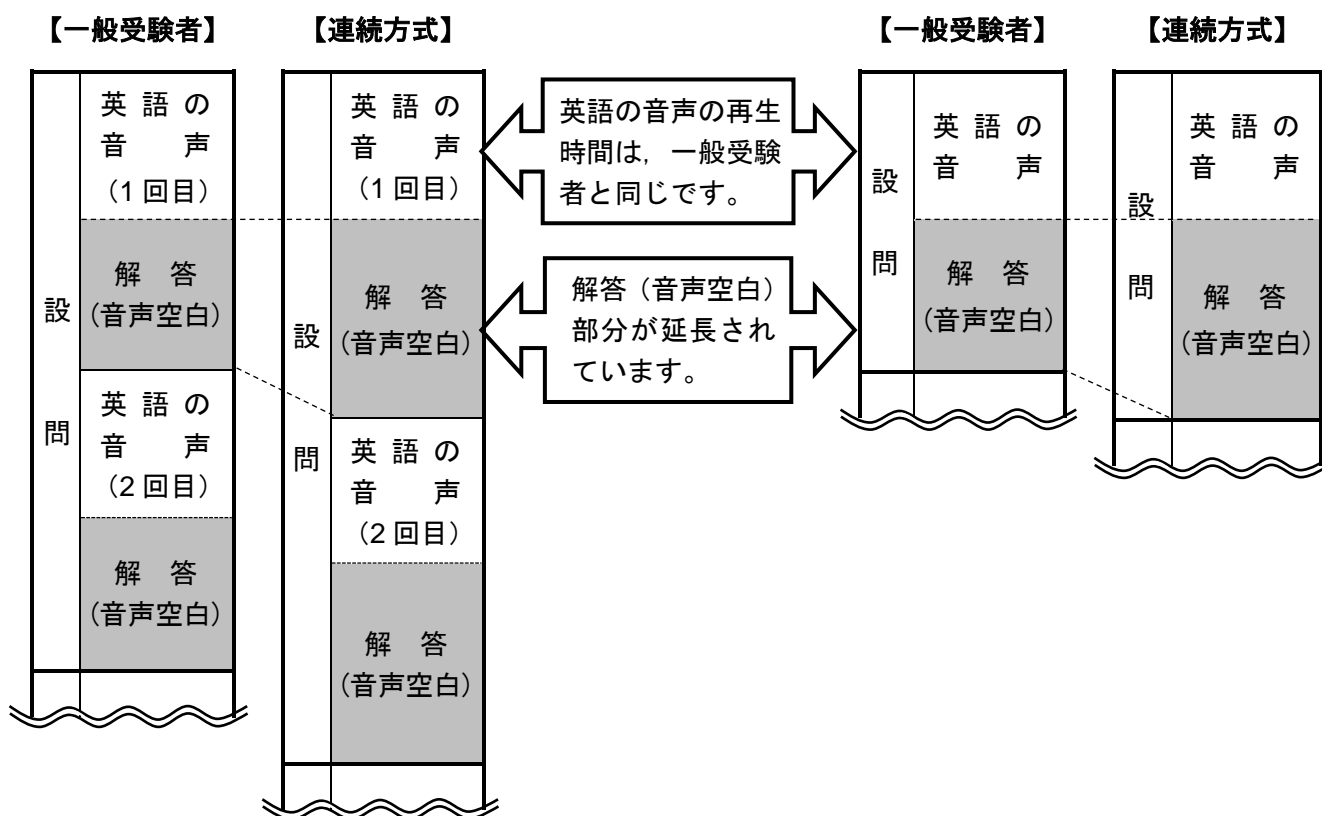 【一般受験者】
設問
英語の
音声
（1回目）
解答
（音声空白）
英語の
音声
（2回目）
解答
（音声空白）
【連続方式】
設問
英語の
音声
（1回目）
解答
（音声空白）
英語の
音声
（2回目）
解答
（音声空白）
英語の音声の再生
時間は，一般受験
者と同じです。
解答（音声空白）
部分が延長され
ています。
【一般受験者】
設問
英語の
音声
解答
（音声空白）
【連続方式】
設問
英語の
音声
解答
（音声空白）